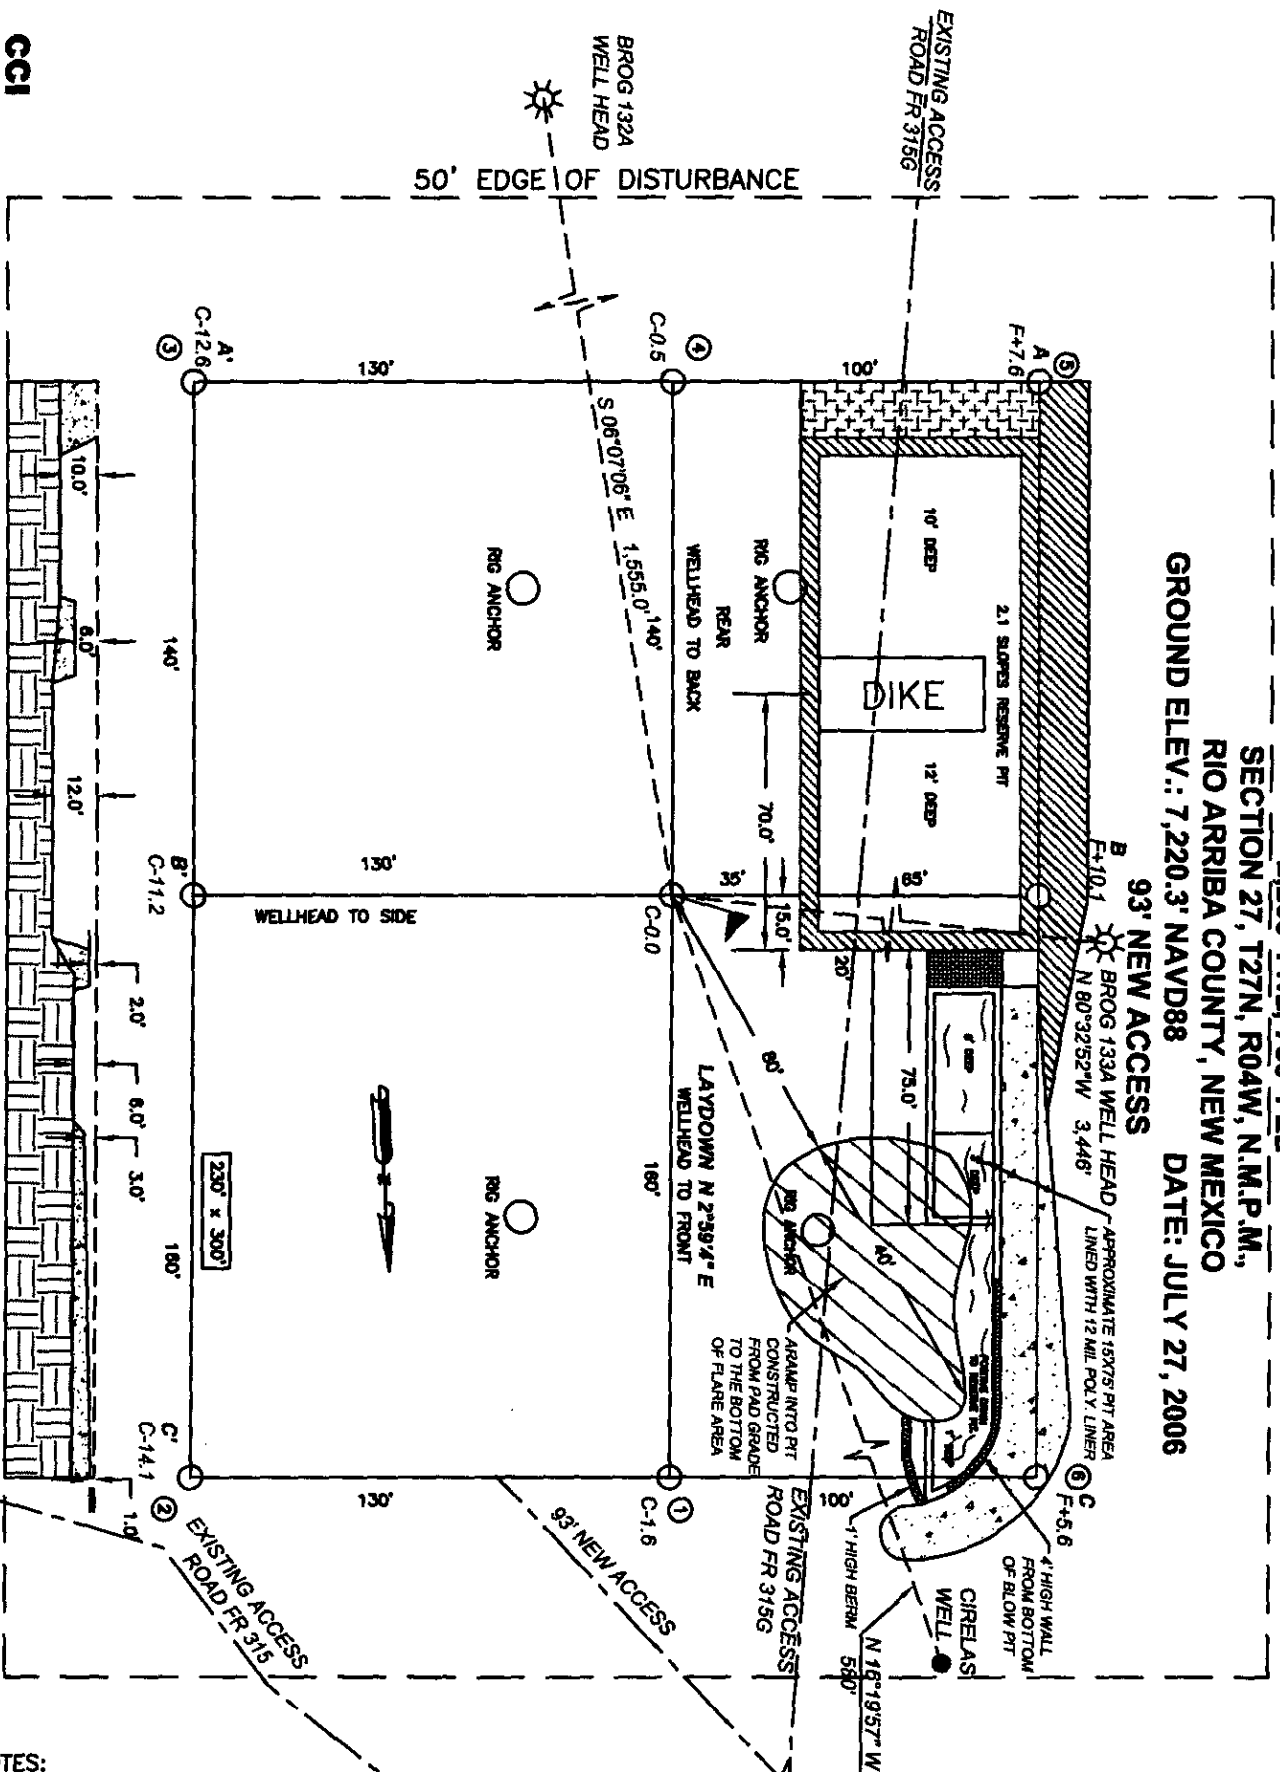 SECTION 27, T27N, R04W, N.M.P.M.,
RIO ARRIBA COUNTY, NEW MEXICO
GROUND ELEV.: 7,220.3' NAVD88 DATE: JULY 27, 2006
93' NEW ACCESS
EXISTING ACCESS
ROAD FR 315G
BROG 132A
WELL HEAD
50' EDGE OF DISTURBANCE
CCI
5
A
F+7.6
B
F+10.1
BROG 133A WELL HEAD
N 80°32'52"W 3,446'
APPROXIMATE 15'X75' PIT AREA
LINED WITH 12 MIL. POLY. LINER
6
C
F+5.6
4' HIGH WALL
FROM BOTTOM
OF BLOW PIT
CIRELAS
WELL
N 16°19'57" W
580'
1' HIGH BERM
2.1 SLOPES RESERVE PIT
10' DEEP
DIKE
12' DEEP
85'
35'
15.0'
20'
70.0'
75.0'
80'
40'
DEEP
RIG ANCHOR
RIG ANCHOR
A RAMP INTO PIT
CONSTRUCTED
FROM PAD GRADE
TO THE BOTTOM
OF FLARE AREA
EXISTING ACCESS
ROAD FR 315G
100'
100'
4
C-0.5
REAR
WELLHEAD TO BACK
140'
S 06°07'06" E 1,555.0'
C-0.0
LAYDOWN N 2°59'4" E
WELLHEAD TO FRONT
160'
1
C-1.6
RIG ANCHOR
RIG ANCHOR
130'
130'
WELLHEAD TO SIDE
130'
93' NEW ACCESS
230' x 300'
A'
C-12.6
3
140'
B'
C-11.2
160'
C'
C-14.1
2
EXISTING ACCESS
ROAD FR 315
10.0'
6.0'
12.0'
2.0'
6.0'
3.0'
1.0'
TES: